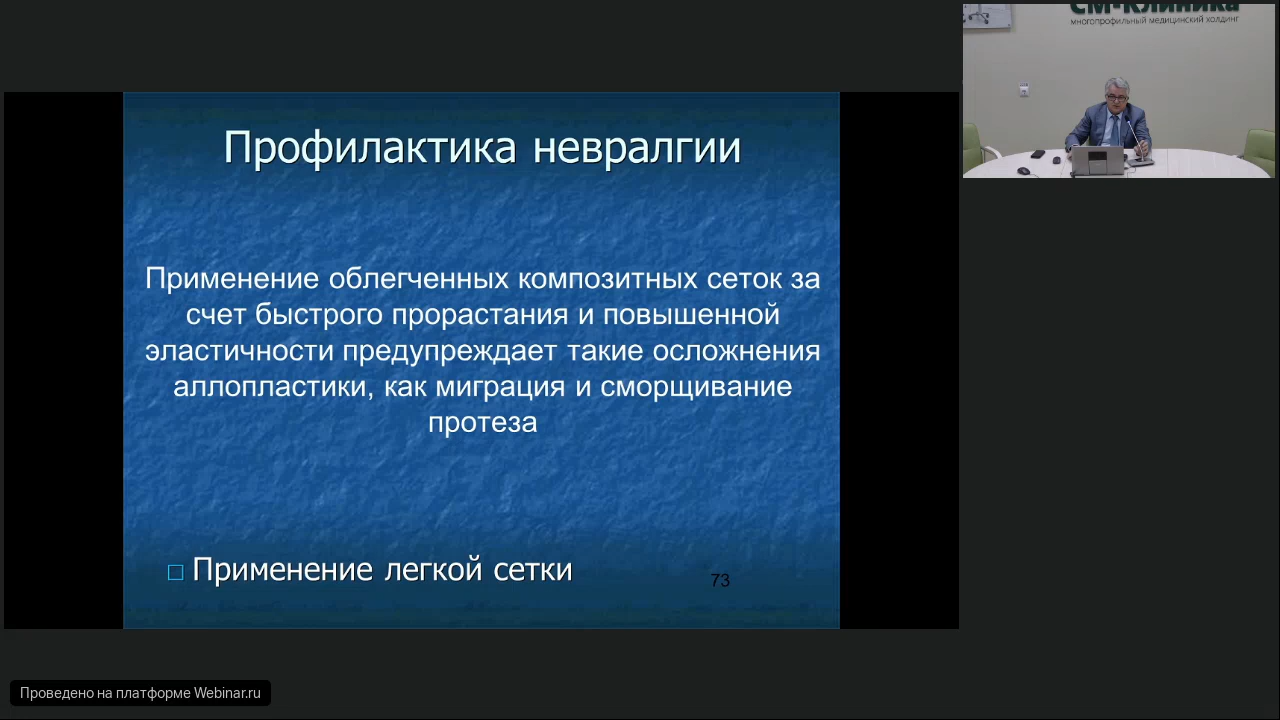 Профилактика невралгии
Применение облегченных композитных сеток за
счет быстрого прорастания и повышенной
эластичности предупреждает такие осложнения
аллопластики, как миграция и сморщивание
протеза
Применение легкой сетки
73
СМ-Клиника
многопрофильный медицинский холдинг
Проведено на платформе Webinar.ru